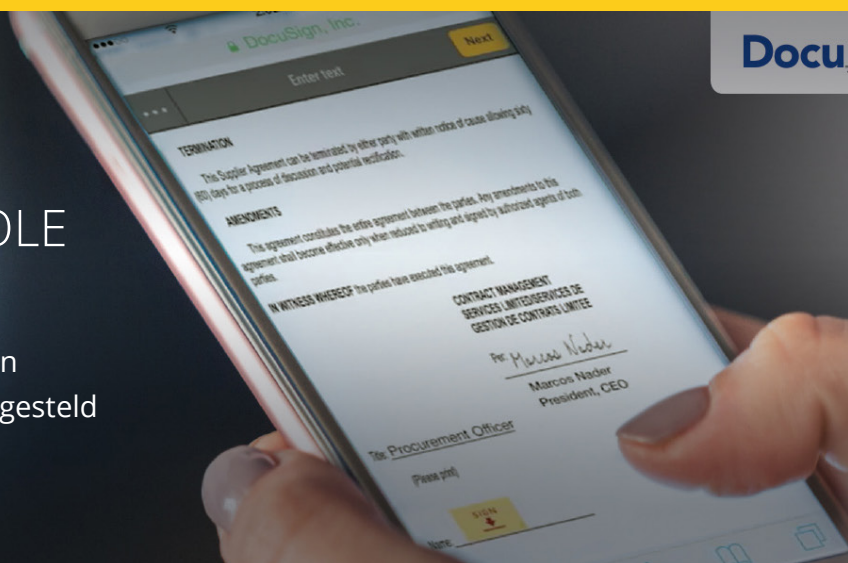 DocuSign, Inc.
Docu
Enter text
Next
TERMINATION
This Supplier Agreement can be terminated by either party with written notice of cause allowing sixty
(60) days for a process of discussion and potential rectification.
OLE
AMENDMENTS
This agreement constitutes the entire agreement between the parties. Any amendments to this
agreement shall become effective only when reduced to writing and signed by authorized agents of both
parties.
IN WITNESS WHEREOF the parties have executed this agreement.
CONTRACT MANAGEMENT
SERVICES LIMITED/SERVICES DE
GESTION DE CONTRATS LIMITEE
n
gesteld
Per: Marcos Nader
Marcos Nader
President, CEO
Title: Procurement Officer
(Please print)
SIGN
Name: